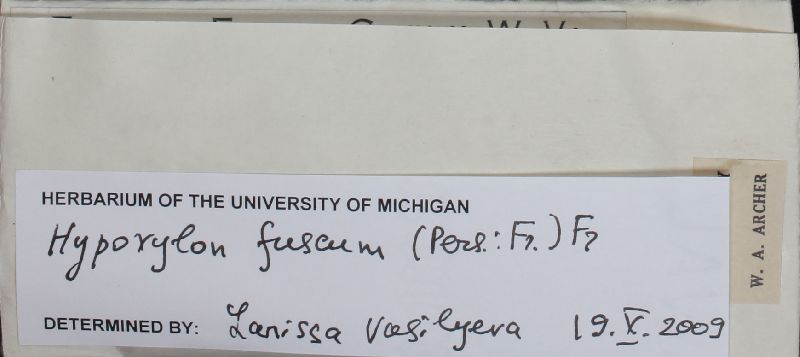 HERBARIUM OF THE UNIVERSITY OF MICHIGAN
Hypoxylon fuscum (Pers.: Fr.) Fr
DETERMINED BY: Larissa Vasilyeva 19.X.2009
W. A. ARCHER